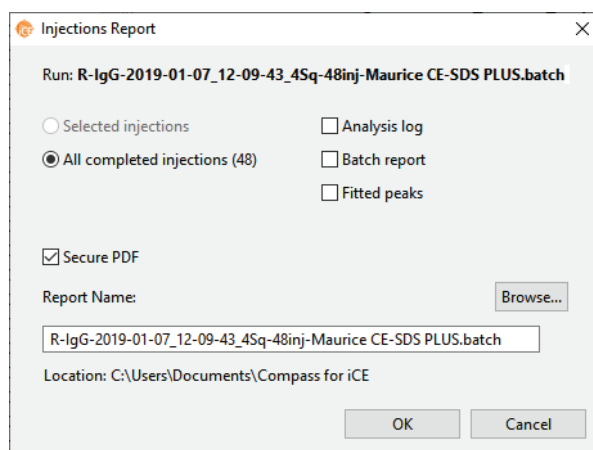 iCE
Injections Report
Run: R-IgG-2019-01-07_12-09-43_4Sq-48inj-Maurice CE-SDS PLUS.batch
Selected injections
Analysis log
All completed injections (48)
Batch report
Fitted peaks
Secure PDF
Report Name:
Browse...
R-IgG-2019-01-07_12-09-43_4Sq-48inj-Maurice CE-SDS PLUS.batch
Location: C:\Users\Documents\Compass for iCE
OK
Cancel